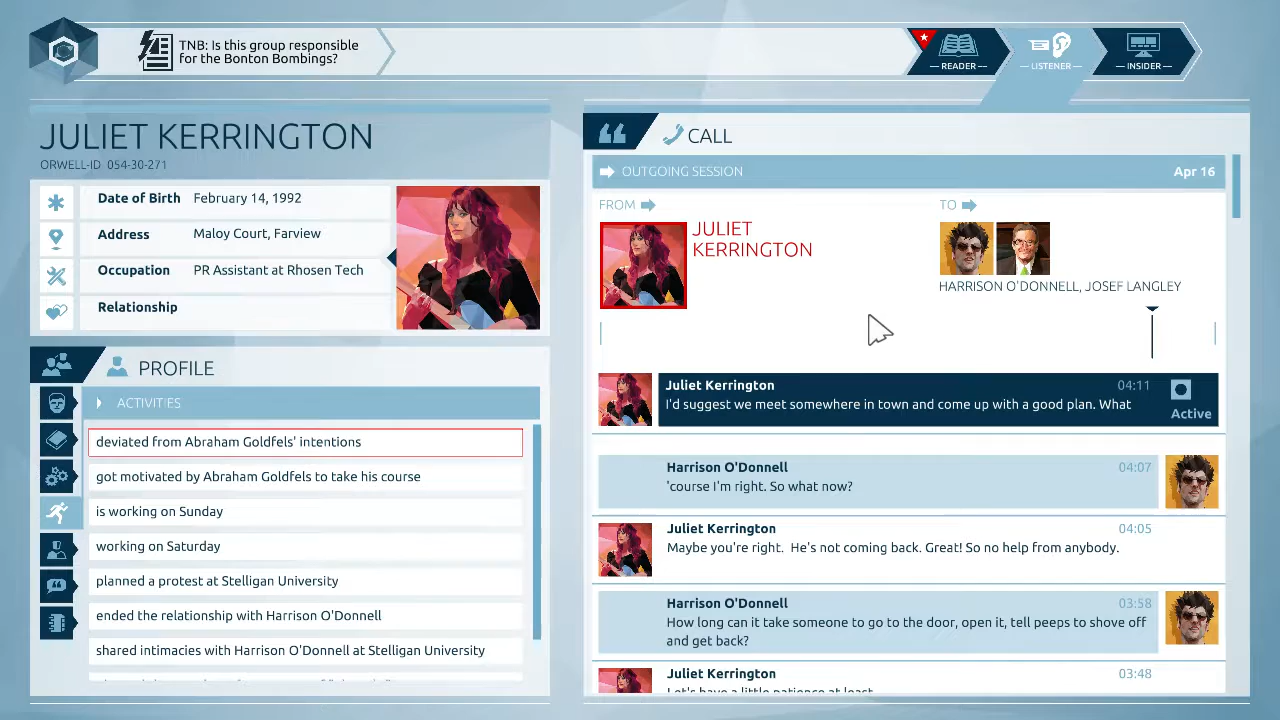 TNB: Is this group responsible
for the Bonton Bombings?
— READER —
— LISTENER —
— INSIDER —
JULIET KERRINGTON
ORWELL-ID 054-30-271
Date of Birth February 14, 1992
Address Maloy Court, Farview
Occupation PR Assistant at Rhosen Tech
Relationship
PROFILE
ACTIVITIES
deviated from Abraham Goldfels' intentions
got motivated by Abraham Goldfels to take his course
is working on Sunday
working on Saturday
planned a protest at Stelligan University
ended the relationship with Harrison O'Donnell
shared intimacies with Harrison O'Donnell at Stelligan University
CALL
OUTGOING SESSION Apr 16
FROM
TO
JULIET
KERRINGTON
HARRISON O'DONNELL, JOSEF LANGLEY
Juliet Kerrington 04:11
I'd suggest we meet somewhere in town and come up with a good plan. What
Active
Harrison O'Donnell 04:07
'course I'm right. So what now?
Juliet Kerrington 04:05
Maybe you're right.  He's not coming back. Great! So no help from anybody.
Harrison O'Donnell 03:58
How long can it take someone to go to the door, open it, tell peeps to shove off
and get back?
Juliet Kerrington 03:48
Let's have a little patience at least